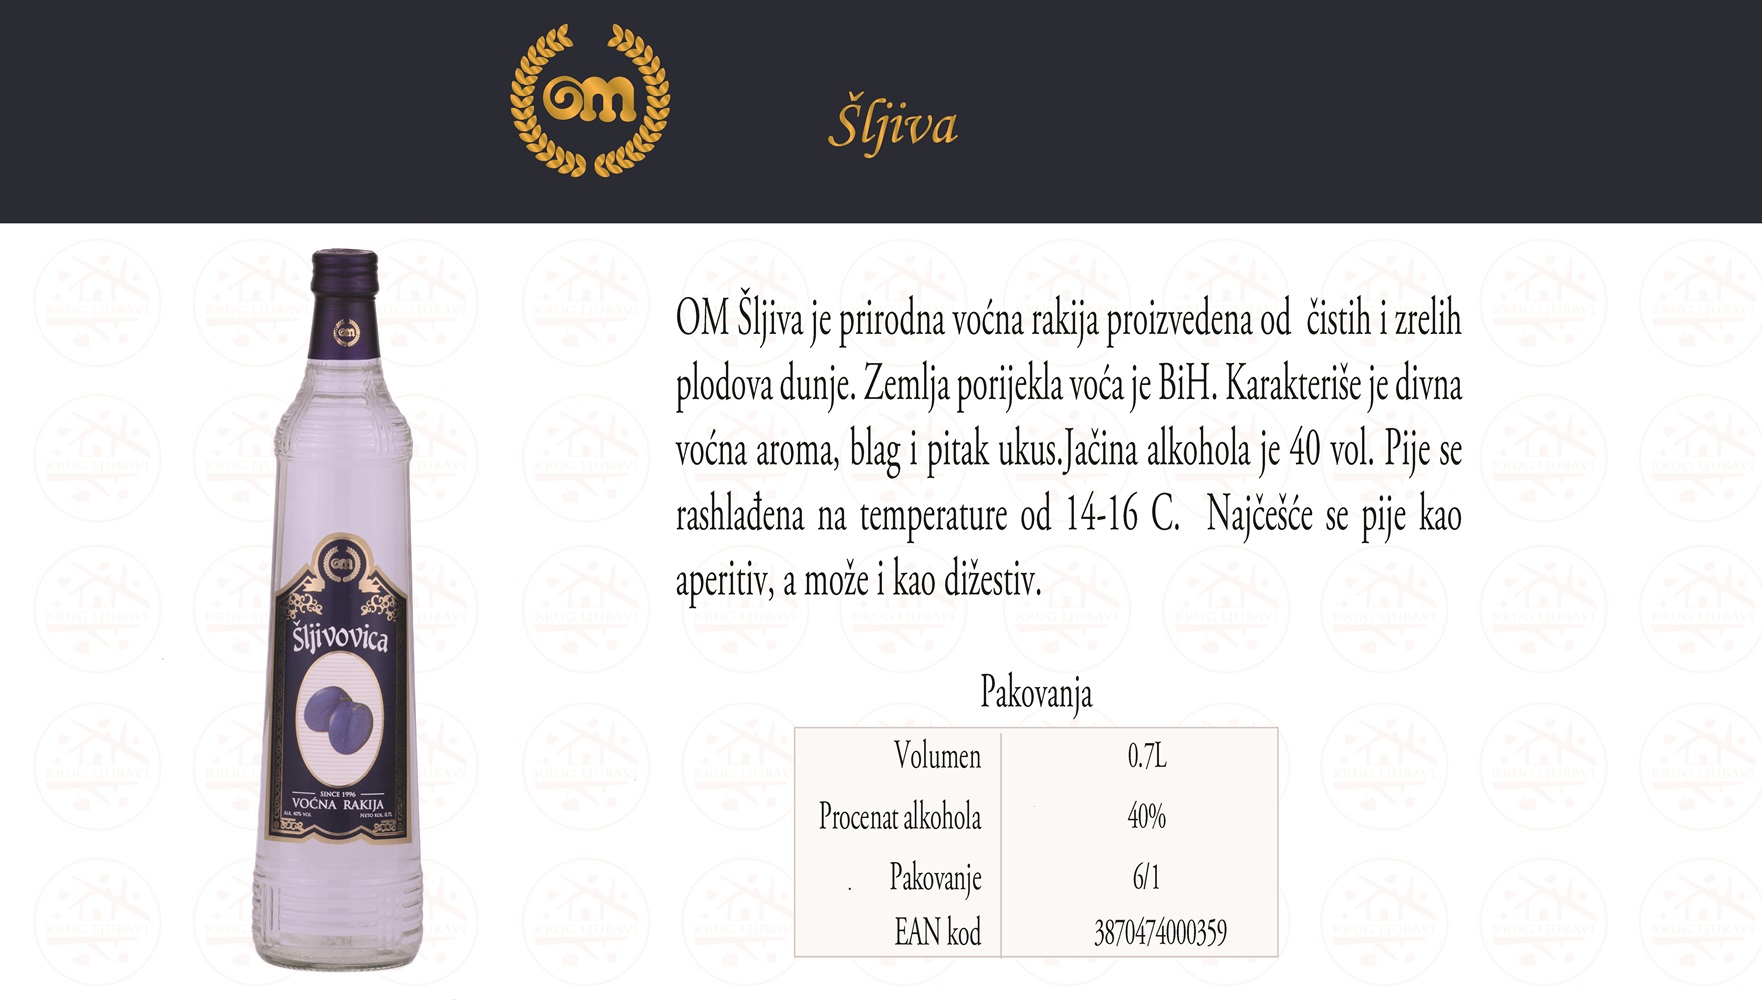 om
Šljiva
OM Šljiva je prirodna voćna rakija proizvedena od čistih i zrelih
plodova dunje. Zemlja porijekla voća je BiH. Karakteriše je divna
voćna aroma, blag i pitak ukus.Jačina alkohola je 40 vol. Pije se
rashlađena na temperature od 14-16 C. Najčešće se pije kao
aperitiv, a može i kao dižestiv.
om
om
Šljivovica
SINCE 1996
VOĆNA RAKIJA
ALK. 40% VOL
NETO KOL. 0,7L
Pakovanja
Volumen 0.7L
Procenat alkohola 40%
. Pakovanje 6/1
EAN kod 3870474000359
KRUG LJUBAVI